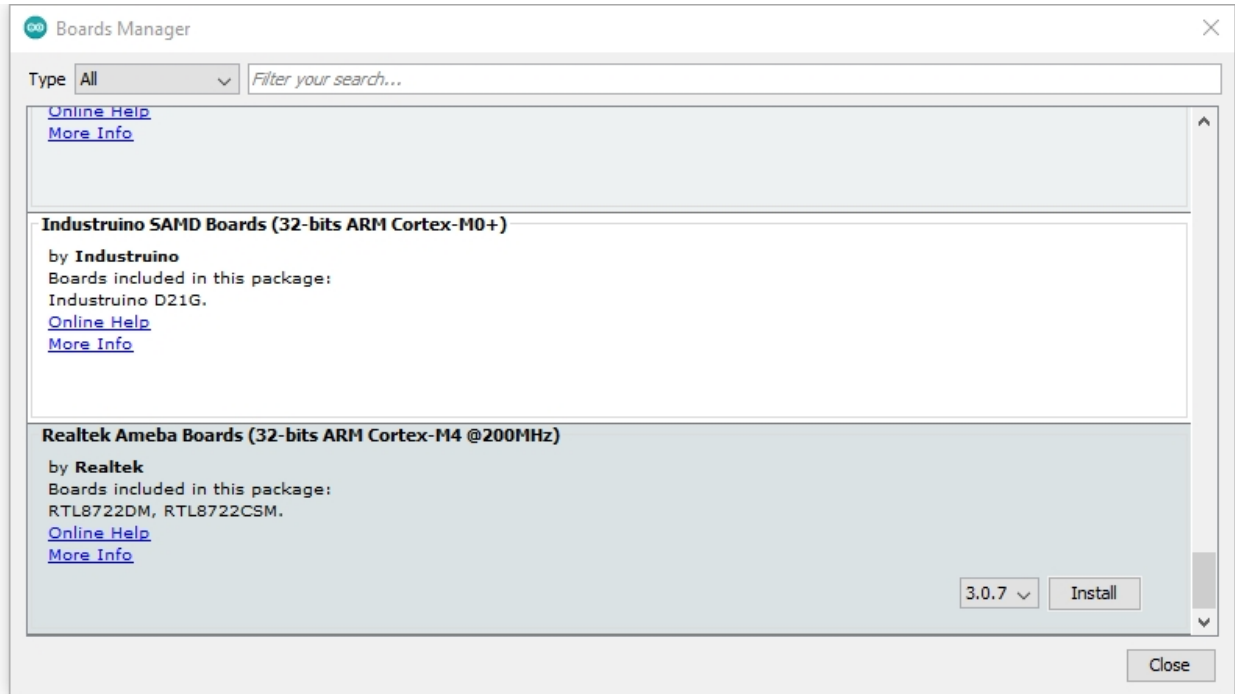 Boards Manager
Type All Filter your search...
Online Help
More Info
Industruino SAMD Boards (32-bits ARM Cortex-M0+)
by Industruino
Boards included in this package:
Industruino D21G.
Online Help
More Info
Realtek Ameba Boards (32-bits ARM Cortex-M4 @200MHz)
by Realtek
Boards included in this package:
RTL8722DM, RTL8722CSM.
Online Help
More Info
3.0.7 Install
Close